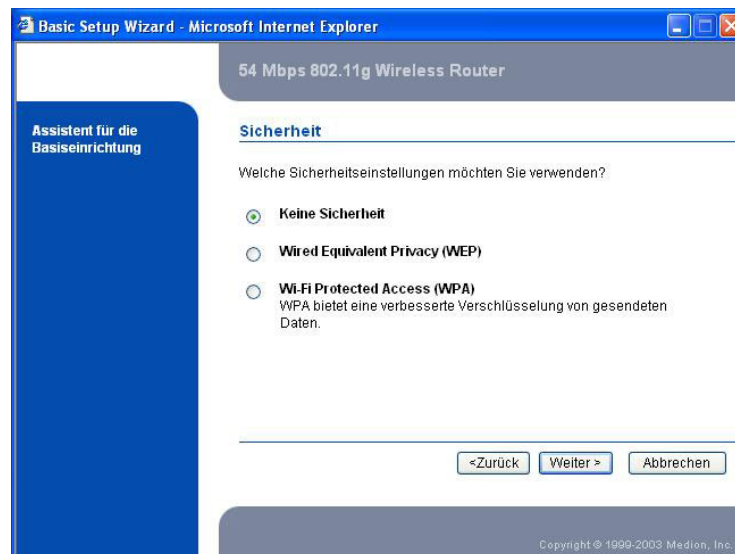 Basic Setup Wizard - Microsoft Internet Explorer
54 Mbps 802.11g Wireless Router
Assistent für die
Basiseinrichtung
Sicherheit
Welche Sicherheitseinstellungen möchten Sie verwenden?
Keine Sicherheit
Wired Equivalent Privacy (WEP)
Wi-Fi Protected Access (WPA)
WPA bietet eine verbesserte Verschlüsselung von gesendeten
Daten.
<Zurück Weiter > Abbrechen
Copyright © 1999-2003 Medion, Inc.